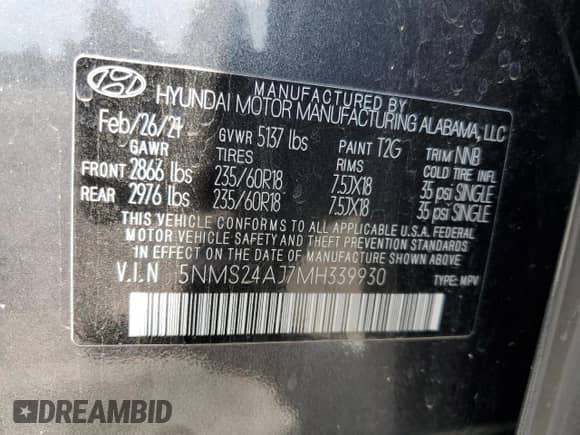 MANUFACTURED BY
HYUNDAI MOTOR MANUFACTURING ALABAMA, LLC
Feb/26/21 GVWR 5137 lbs PAINT T2G TRIM NNB
GAWR TIRES RIMS COLD TIRE INFL
FRONT 2866 lbs 235/60R18 7.5JX18 35 psi SINGLE
REAR 2976 lbs 235/60R18 7.5JX18 35 psi SINGLE
THIS VEHICLE CONFORMS TO ALL APPLICABLE U.S.A. FEDERAL
MOTOR VEHICLE SAFETY AND THEFT PREVENTION STANDARDS
IN EFFECT ON THE DATE OF MANUFACTURE SHOWN ABOVE
V.I.N 5NMS24AJ7MH339930 TYPE: MPV
DREAMBID